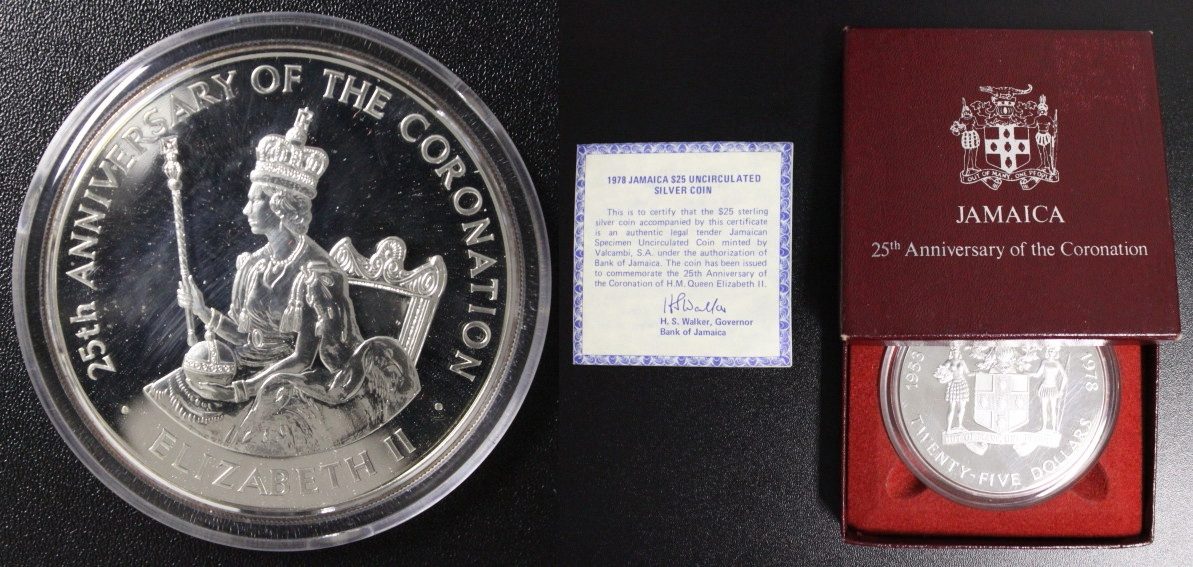 25th ANNIVERSARY OF THE CORONATION
ELIZABETH II
1978 JAMAICA $25 UNCIRCULATED
SILVER COIN
This is to certify that the $25 sterling
silver coin accompanied by this certificate
is an authentic legal tender Jamaican
Specimen Uncirculated Coin minted by
Valcambi, S.A. under the authorization of
Bank of Jamaica. The coin has been issued
to commemorate the 25th Anniversary of
the Coronation of H.M. Queen Elizabeth II.
HSWalker
H. S. Walker, Governor
Bank of Jamaica
OUT OF MANY, ONE PEOPLE
JAMAICA
25th Anniversary of the Coronation
1953
1978
TWENTY-FIVE DOLLARS